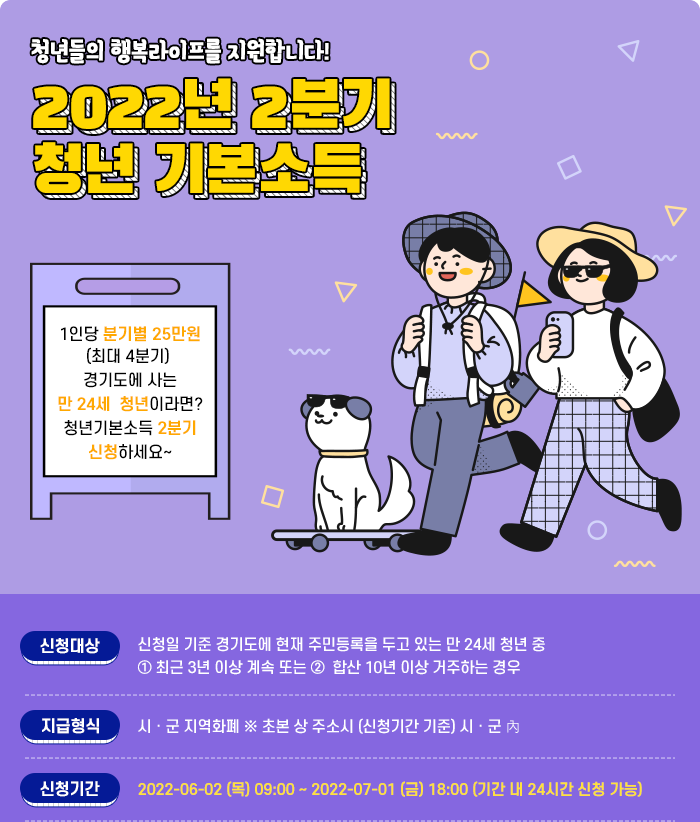 청년들의 행복라이프를 지원합니다!
2022년 2분기
청년 기본소득
1인당 분기별 25만원
(최대 4분기)
경기도에 사는
만 24세 청년이라면?
청년기본소득 2분기
신청하세요~
신청대상
신청일 기준 경기도에 현재 주민등록을 두고 있는 만 24세 청년 중
① 최근 3년 이상 계속 또는 ② 합산 10년 이상 거주하는 경우
지급형식
시 · 군 지역화폐 ※ 초본 상 주소시 (신청기간 기준) 시 · 군 內
신청기간
2022-06-02 (목) 09:00 ~ 2022-07-01 (금) 18:00 (기간 내 24시간 신청 가능)